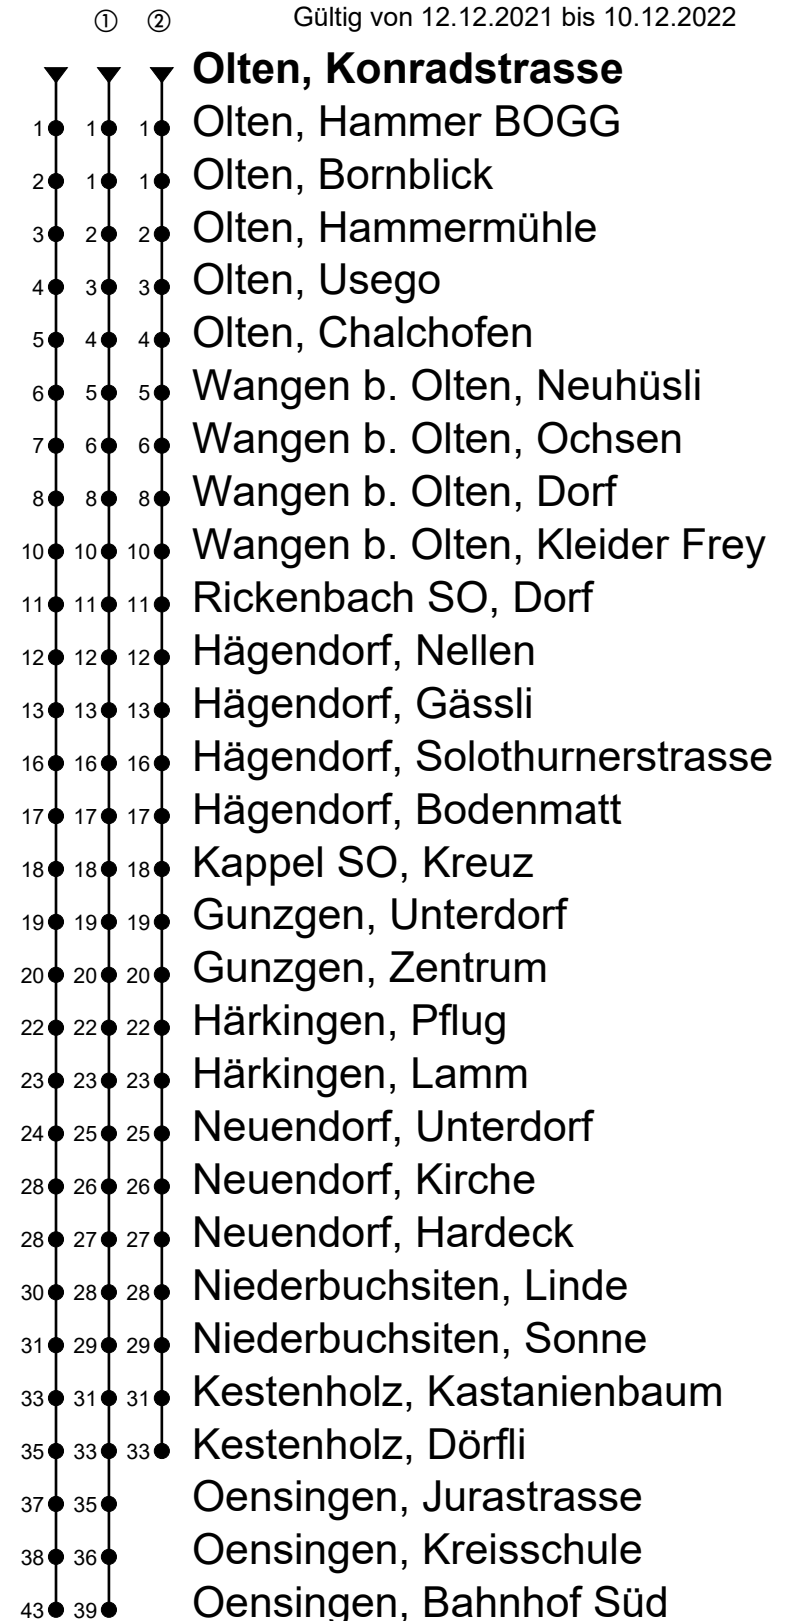 ① ② Gültig von 12.12.2021 bis 10.12.2022
Olten, Konradstrasse
1 1 1 Olten, Hammer BOGG
2 1 1 Olten, Bornblick
3 2 2 Olten, Hammermühle
4 3 3 Olten, Usego
5 4 4 Olten, Chalchofen
6 5 5 Wangen b. Olten, Neuhüsli
7 6 6 Wangen b. Olten, Ochsen
8 8 8 Wangen b. Olten, Dorf
10 10 10 Wangen b. Olten, Kleider Frey
11 11 11 Rickenbach SO, Dorf
12 12 12 Hägendorf, Nellen
13 13 13 Hägendorf, Gässli
16 16 16 Hägendorf, Solothurnerstrasse
17 17 17 Hägendorf, Bodenmatt
18 18 18 Kappel SO, Kreuz
19 19 19 Gunzgen, Unterdorf
20 20 20 Gunzgen, Zentrum
22 22 22 Härkingen, Pflug
23 23 23 Härkingen, Lamm
24 25 25 Neuendorf, Unterdorf
28 26 26 Neuendorf, Kirche
28 27 27 Neuendorf, Hardeck
30 28 28 Niederbuchsiten, Linde
31 29 29 Niederbuchsiten, Sonne
33 31 31 Kestenholz, Kastanienbaum
35 33 33 Kestenholz, Dörfli
37 35 Oensingen, Jurastrasse
38 36 Oensingen, Kreisschule
43 39 Oensingen, Bahnhof Süd